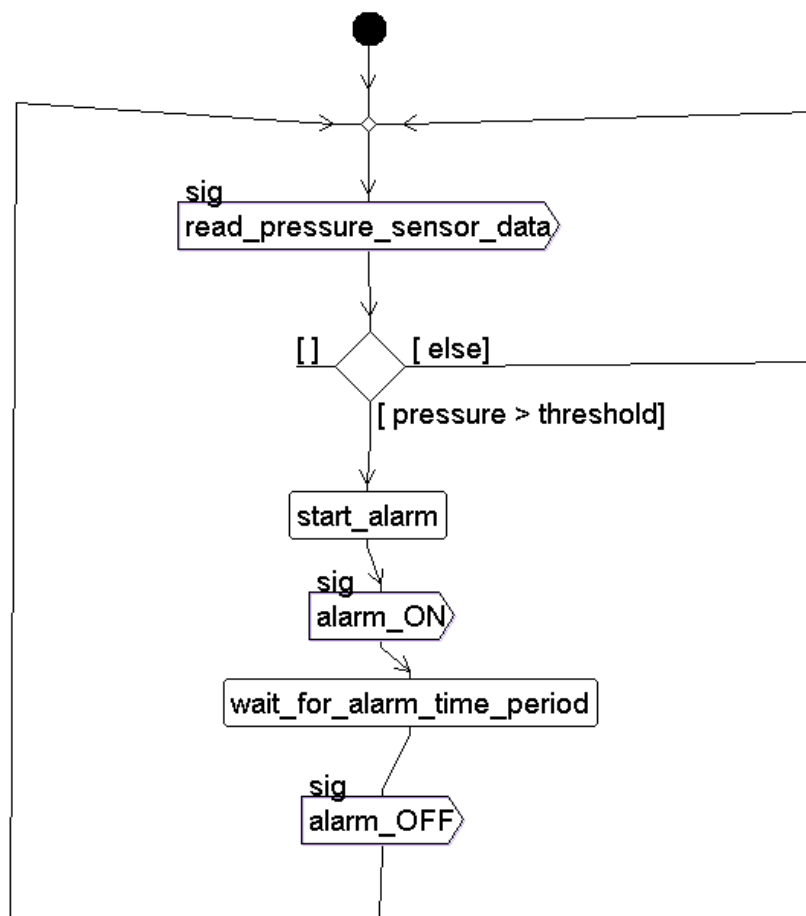 sig
read_pressure_sensor_data
[ ]
[ else]
[ pressure > threshold]
start_alarm
sig
alarm_ON
wait_for_alarm_time_period
sig
alarm_OFF